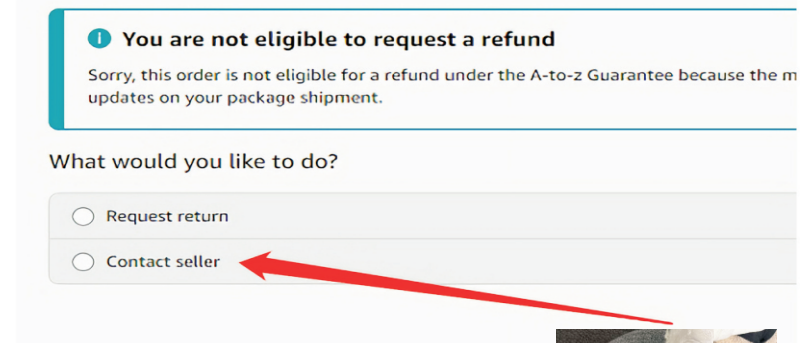 You are not eligible to request a refund
Sorry, this order is not eligible for a refund under the A-to-z Guarantee because the
updates on your package shipment.
What would you like to do?
Request return
Contact seller